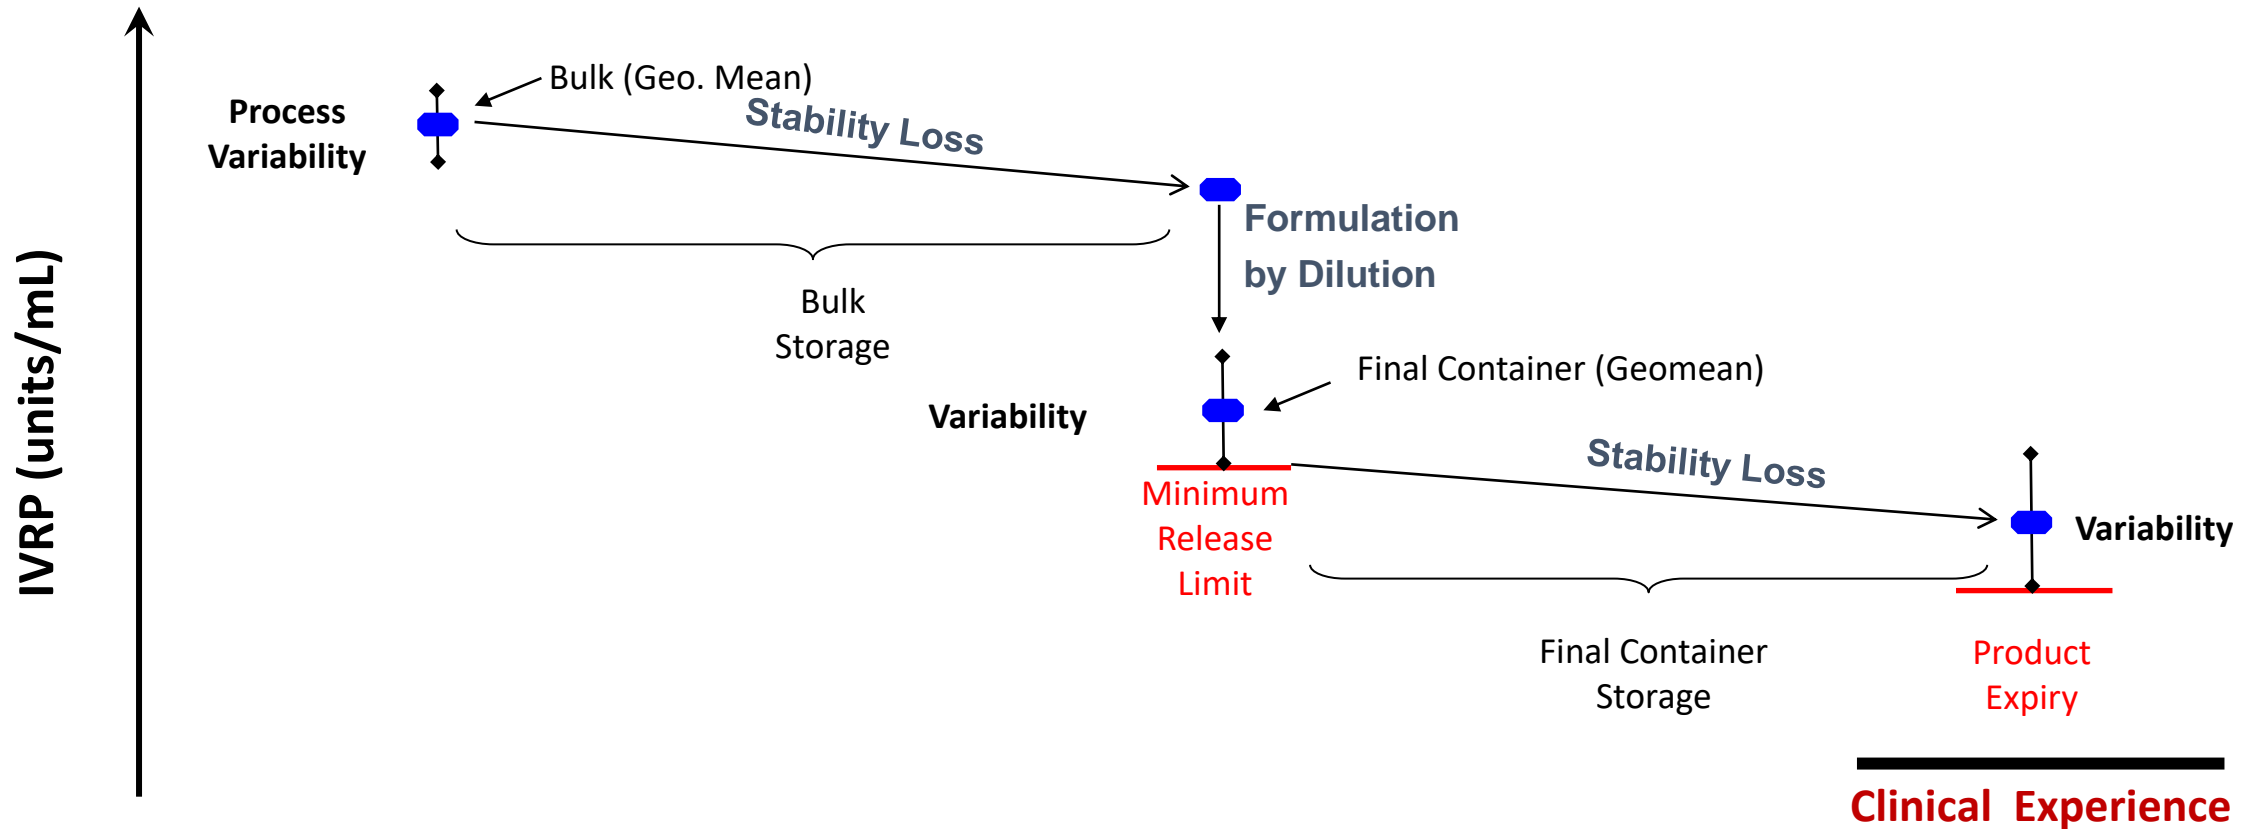 IVRP (units/mL)
Process
Variability
Bulk (Geo. Mean)
Stability Loss
Bulk
Storage
Formulation
by Dilution
Variability
Final Container (Geomean)
Minimum
Release
Limit
Stability Loss
Variability
Final Container
Storage
Product
Expiry
Clinical Experience